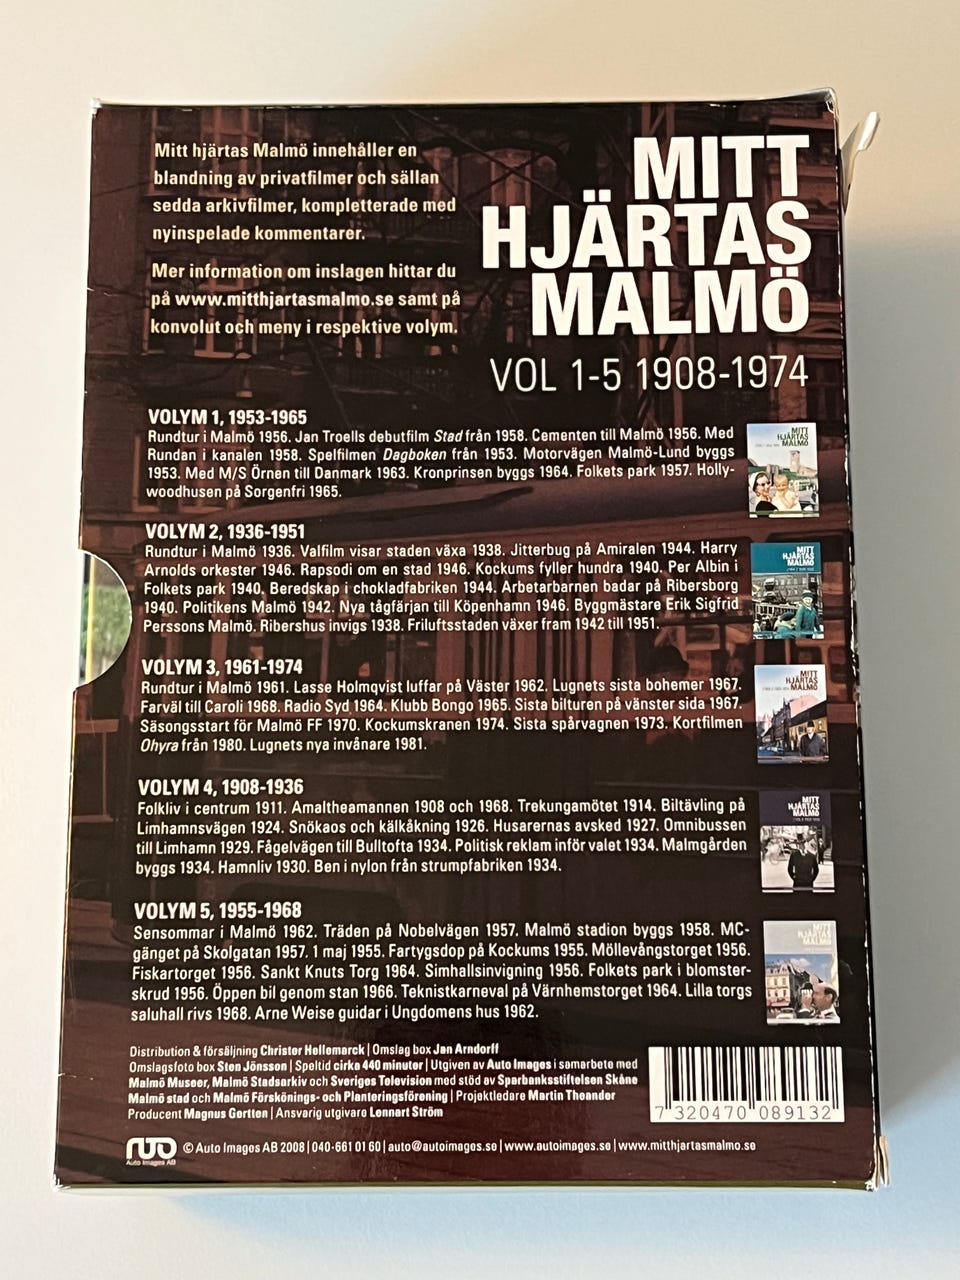 Mitt hjärtas Malmö innehåller en
blandning av privatfilmer och sällan
sedda arkivfilmer, kompletterade med
nyinspelade kommentarer.
Mer information om inslagen hittar du
på www.mitthjartasmalmo.se samt på
konvolut och meny i respektive volym.
MITT
HJÄRTAS
MALMÖ
VOL 1-5 1908-1974
VOLYM 1, 1953-1965
Rundtur i Malmö 1956. Jan Troells debutfilm Stad från 1958. Cementen till Malmö 1956. Med
Rundan i kanalen 1958. Spelfilmen Dagboken från 1953. Motorvägen Malmö-Lund byggs
1953. Med M/S Örnen till Danmark 1963. Kronprinsen byggs 1964. Folkets park 1957. Holly-
woodhusen på Sorgenfri 1965.
MITT
HJÄRTAS
MALMÖ
VOLYM 2, 1936-1951
Rundtur i Malmö 1936. Valfilm visar staden växa 1938. Jitterbug på Amiralen 1944. Harry
Arnolds orkester 1946. Rapsodi om en stad 1946. Kockums fyller hundra 1940. Per Albin i
Folkets park 1940. Beredskap i chokladfabriken 1944. Arbetarbarnen badar på Ribersborg
1940. Politikens Malmö 1942. Nya tågfärjan till Köpenhamn 1946. Byggmästare Erik Sigfrid
Perssons Malmö. Ribershus invigs 1938. Friluftsstaden växer fram 1942 till 1951.
MITT
HJÄRTAS
MALMÖ
VOLYM 3, 1961-1974
Rundtur i Malmö 1961. Lasse Holmqvist luffar på Väster 1962. Lugnets sista bohemer 1967.
Farväl till Caroli 1968. Radio Syd 1964. Klubb Bongo 1965. Sista bilturen på vänster sida 1967.
Säsongsstart för Malmö FF 1970. Kockumskranen 1974. Sista spårvagnen 1973. Kortfilmen
Ohyra från 1980. Lugnets nya invånare 1981.
MITT
HJÄRTAS
MALMÖ
VOLYM 4, 1908-1936
Folkliv i centrum 1911. Amaltheamannen 1908 och 1968. Trekungamötet 1914. Biltävling på
Limhamnsvägen 1924. Snökaos och kälkåkning 1926. Husarernas avsked 1927. Omnibussen
till Limhamn 1929. Fågelvägen till Bulltofta 1934. Politisk reklam inför valet 1934. Malmgården
byggs 1934. Hamnliv 1930. Ben i nylon från strumpfabriken 1934.
MITT
HJÄRTAS
MALMÖ
VOLYM 5, 1955-1968
Sensommar i Malmö 1962. Träden på Nobelvägen 1957. Malmö stadion byggs 1958. MC-
gänget på Skolgatan 1957. 1 maj 1955. Fartygsdop på Kockums 1955. Möllevångstorget 1956.
Fiskartorget 1956. Sankt Knuts Torg 1964. Simhallsinvigning 1956. Folkets park i blomster-
skrud 1956. Öppen bil genom stan 1966. Teknistkarneval på Värnhemstorget 1964. Lilla torgs
saluhall rivs 1968. Arne Weise guidar i Ungdomens hus 1962.
MITT
HJÄRTAS
MALMÖ
Distribution & försäljning Christer Hellemarck | Omslag box Jan Arndorff
Omslagsfoto box Sten Jönsson | Speltid cirka 440 minuter | Utgiven av Auto Images i samarbete med
Malmö Museer, Malmö Stadsarkiv och Sveriges Television med stöd av Sparbanksstiftelsen Skåne
Malmö stad och Malmö Förskönings- och Planteringsförening | Projektledare Martin Theander
Producent Magnus Gertten | Ansvarig utgivare Lennart Ström
7 320470 089132
Auto Images AB
© Auto Images AB 2008 | 040-661 01 60 | auto@autoimages.se | www.autoimages.se | www.mitthjartasmalmo.se